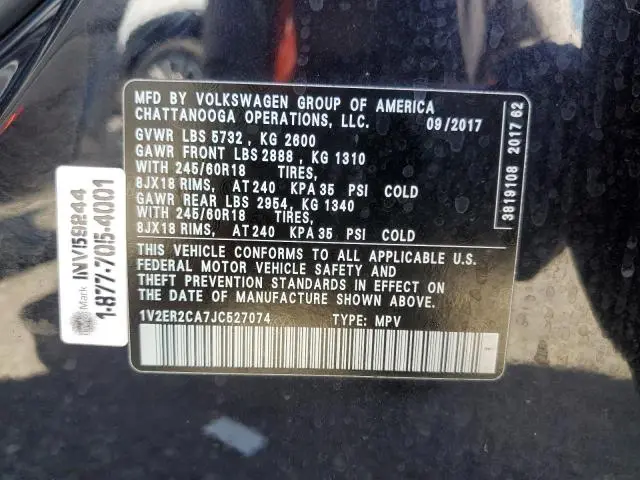 MFD BY VOLKSWAGEN GROUP OF AMERICA
CHATTANOOGA OPERATIONS, LLC. 09/2017
GVWR LBS 5732 , KG 2600
GAWR FRONT LBS 2888 , KG 1310
WITH 245/60R18 TIRES,
8JX18 RIMS, AT 240 KPA 35 PSI COLD
GAWR REAR LBS 2954, KG 1340
WITH 245/60R18 TIRES,
8JX18 RIMS, AT 240 KPA 35 PSI COLD
THIS VEHICLE CONFORMS TO ALL APPLICABLE U.S.
FEDERAL MOTOR VEHICLE SAFETY AND
THEFT PREVENTION STANDARDS IN EFFECT ON
THE DATE OF MANUFACTURE SHOWN ABOVE.
1V2ER2CA7JC527074 TYPE: MPV
3819108 2017 62
Mark INV159244
1-877-7015-4001